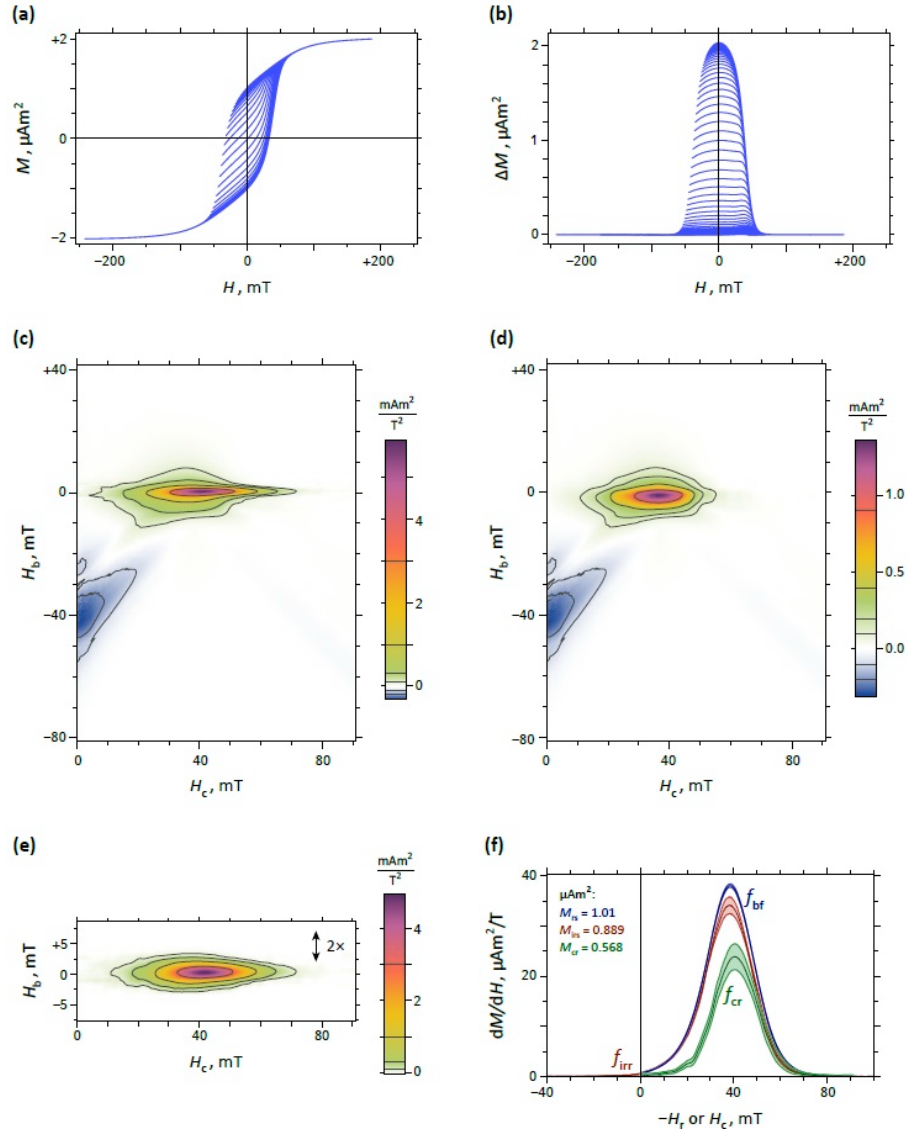 (a)
+2
0
−2
M, μAm²
−200
0
+200
H, mT
(b)
2
1
0
ΔM, μAm²
−200
0
+200
H, mT
(c)
+40
0
−40
−80
H_b, mT
0
40
80
H_c, mT
mAm²
T²
4
2
0
(d)
+40
0
−40
−80
H_b, mT
0
40
80
H_c, mT
mAm²
T²
1.0
0.5
0.0
(e)
+5
0
−5
H_b, mT
2×
0
40
80
H_c, mT
mAm²
T²
4
2
0
(f)
40
20
0
dM/dH, μAm²/T
μAm²:
M_rs = 1.01
M_irs = 0.889
M_cr = 0.568
f_bf
f_cr
f_irr
−40
0
40
80
−H_r or H_c, mT